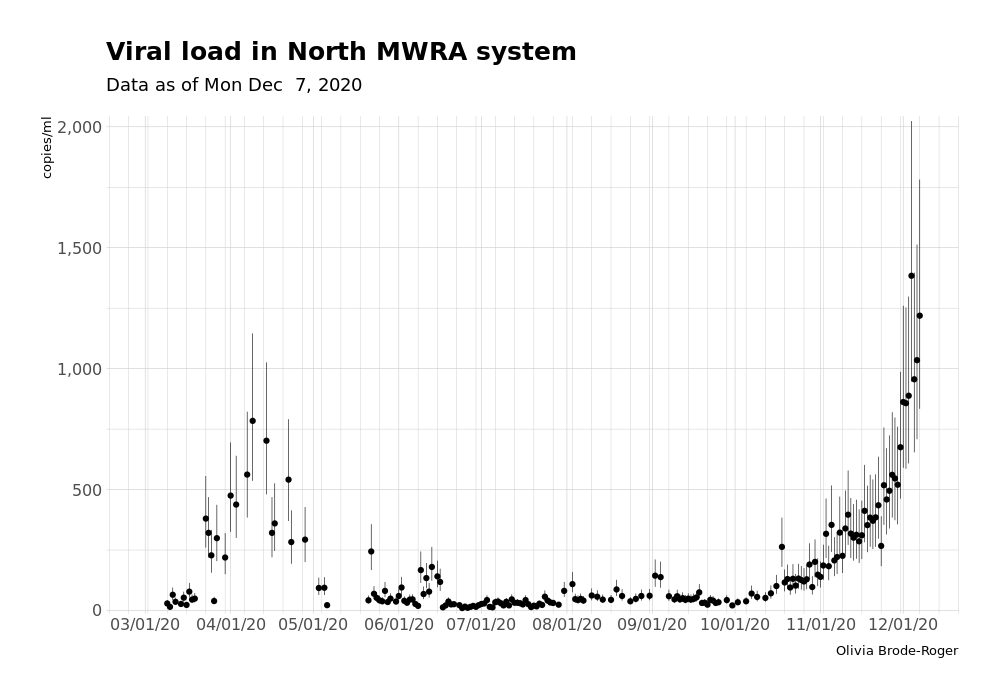 Viral load in North MWRA system
Data as of Mon Dec  7, 2020
copies/ml
2,000
1,500
1,000
500
0
03/01/20 04/01/20 05/01/20 06/01/20 07/01/20 08/01/20 09/01/20 10/01/20 11/01/20 12/01/20
Olivia Brode-Roger